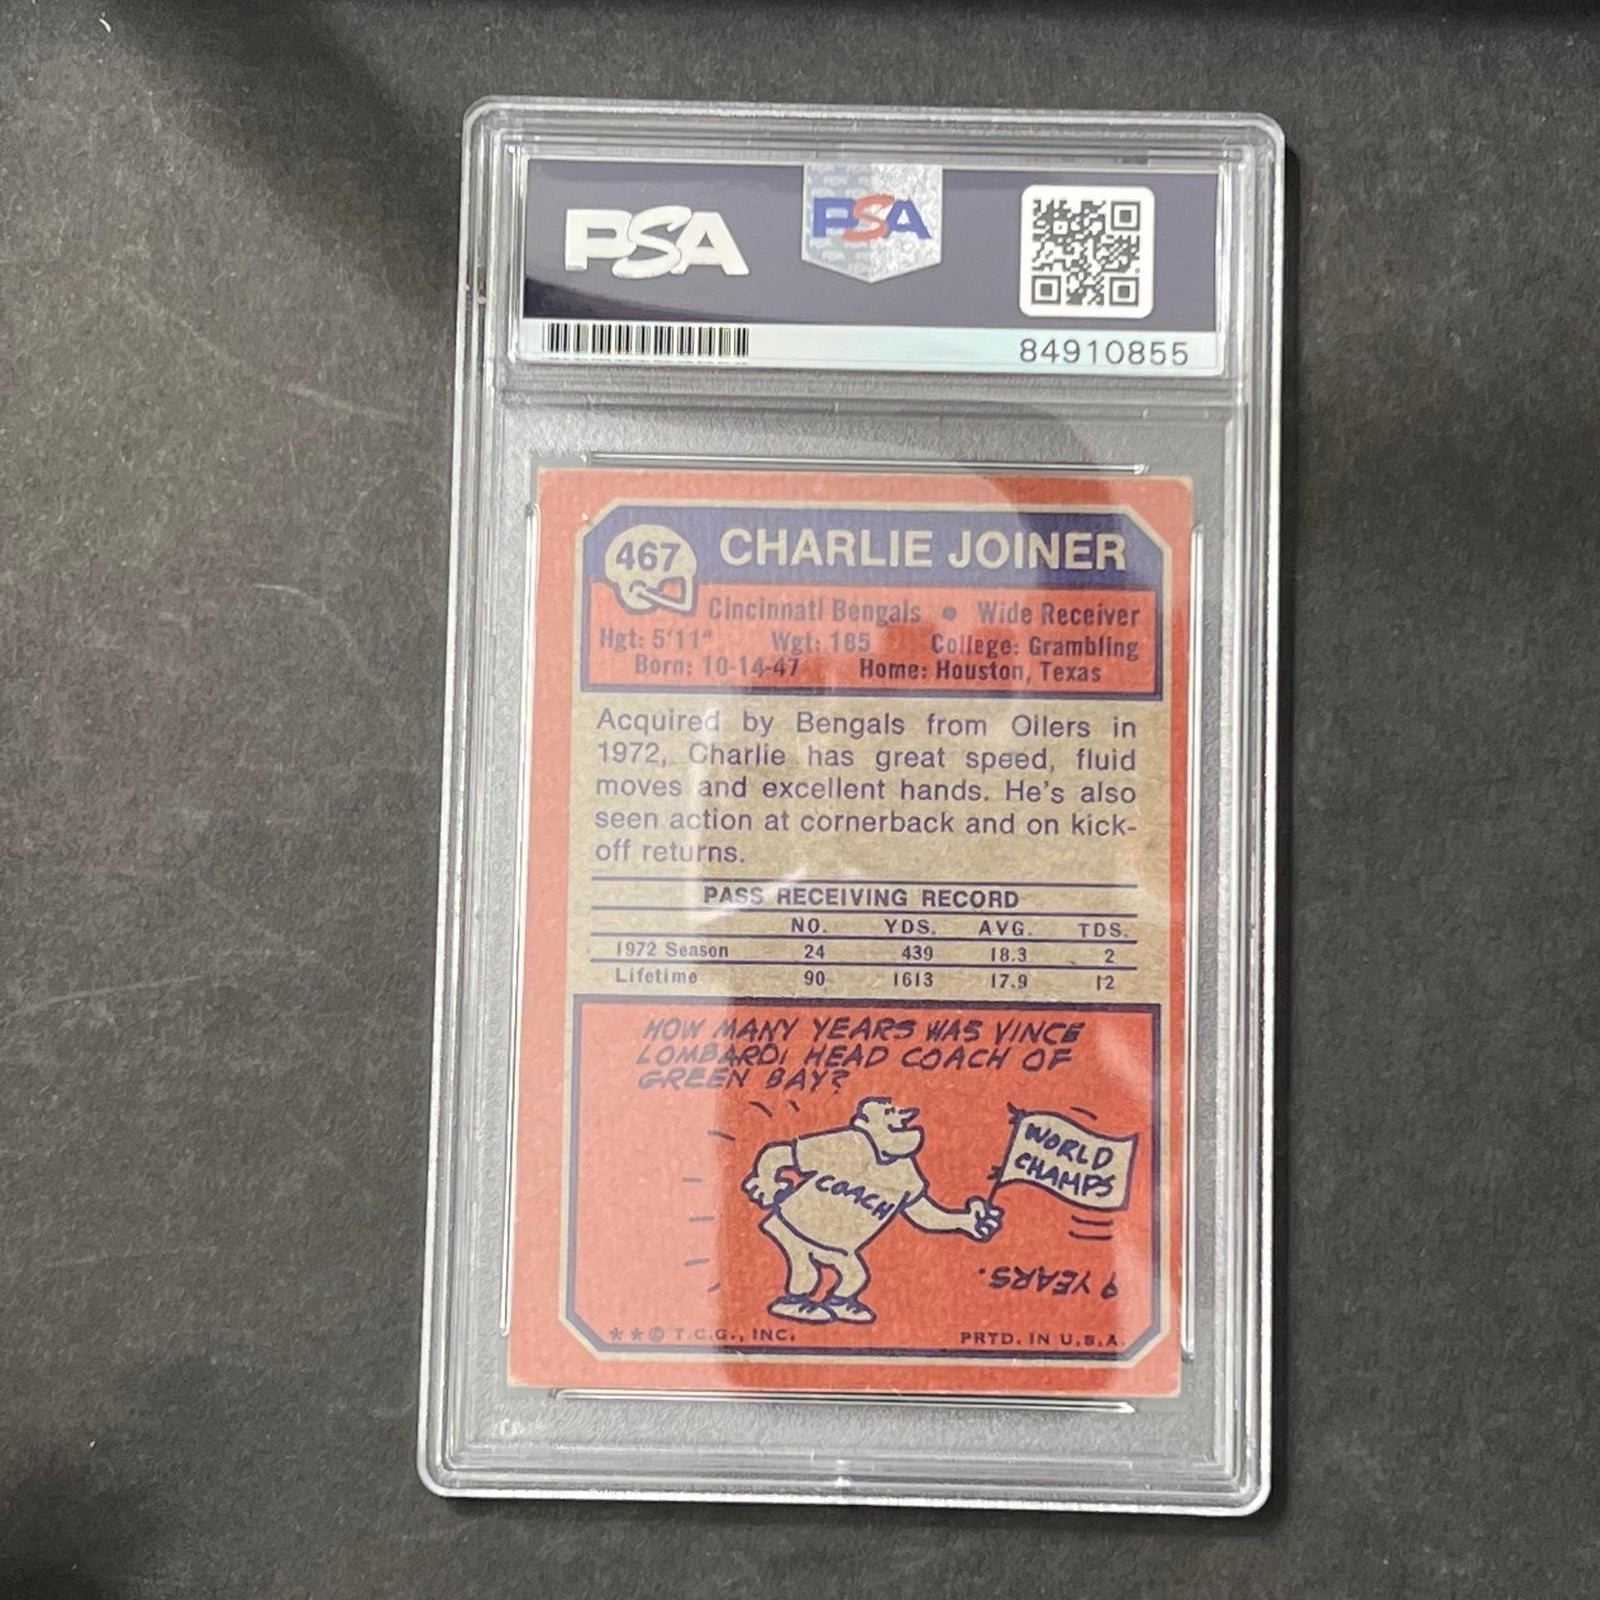 PSA
PSA
84910855
467
CHARLIE JOINER
Cincinnati Bengals • Wide Receiver
Hgt: 5'11" Wgt: 185 College: Grambling
Born: 10-14-47 Home: Houston, Texas
Acquired by Bengals from Oilers in
1972, Charlie has great speed, fluid
moves and excellent hands. He's also
seen action at cornerback and on kick-
off returns.
PASS RECEIVING RECORD
NO. YDS. AVG. TDS.
1972 Season 24 439 18.3 2
Lifetime 90 1613 17.9 12
HOW MANY YEARS WAS VINCE
LOMBARDI HEAD COACH OF
GREEN BAY?
WORLD
CHAMPS
COACH
9 YEARS.
★★© T.C.G., INC. PRTD. IN U.S.A.